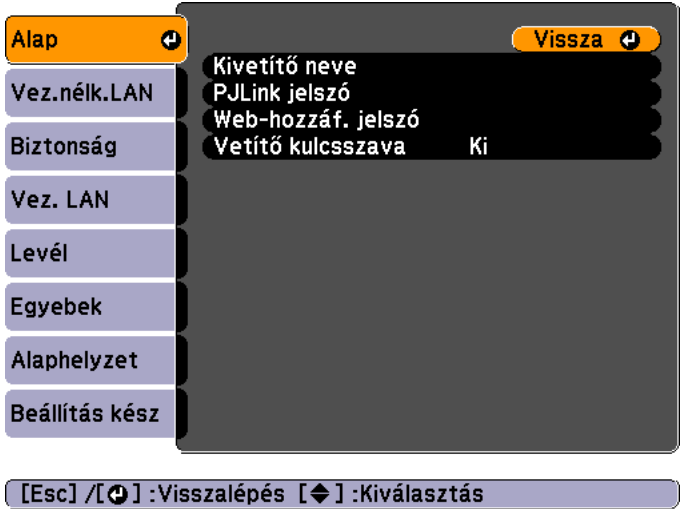 Alap
Vissza
Kivetítő neve
PJLink jelszó
Web-hozzáf. jelszó
Vetítő kulcsszava Ki
Vez.nélk.LAN
Biztonság
Vez. LAN
Levél
Egyebek
Alaphelyzet
Beállítás kész
[Esc] /[⏎] :Visszalépés [◆] :Kiválasztás